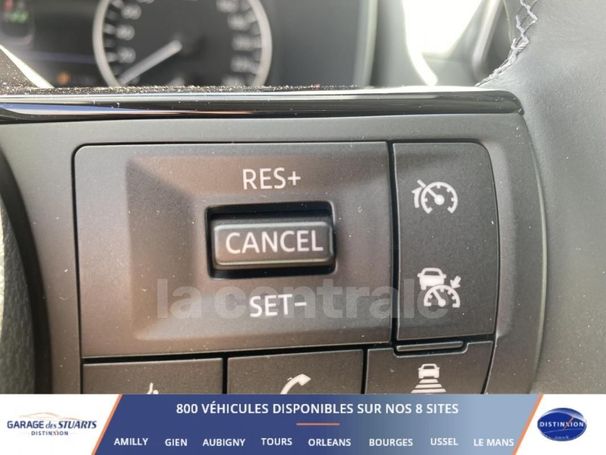 RES+
CANCEL
SET-
la centrale
GARAGE des STUARTS
DISTINXION
800 VÉHICULES DISPONIBLES SUR NOS 8 SITES
AMILLY GIEN AUBIGNY TOURS ORLEANS BOURGES USSEL LE MANS
DISTINXION